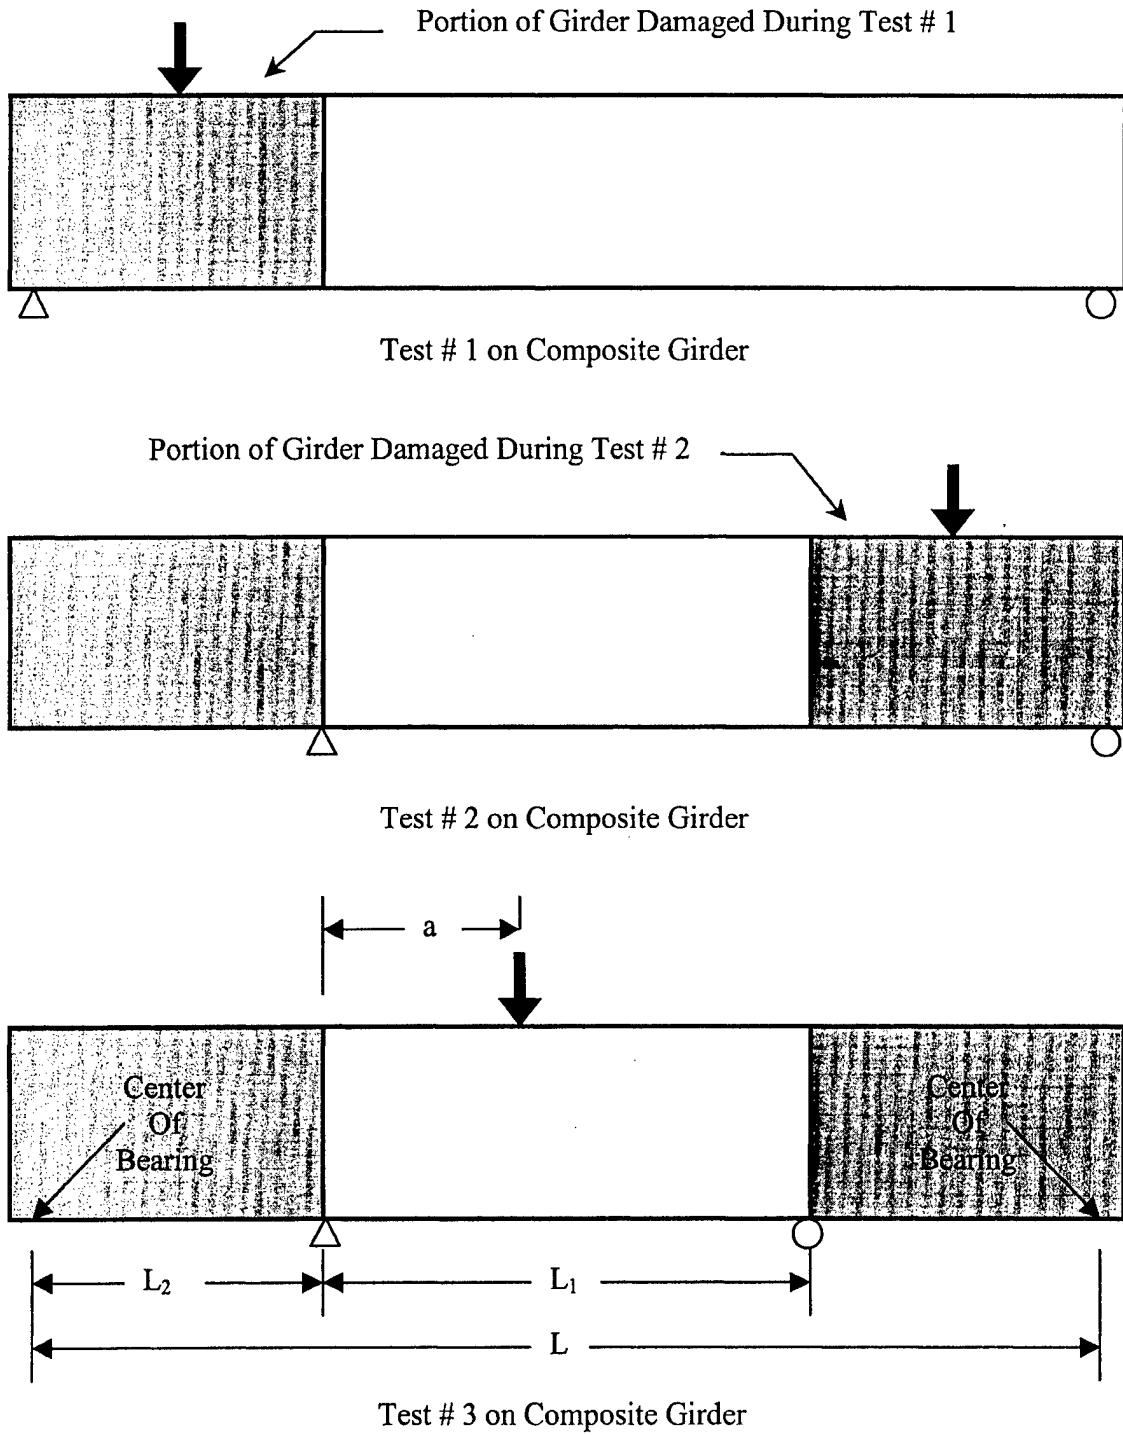 Portion of Girder Damaged During Test # 1
Test # 1 on Composite Girder
Portion of Girder Damaged During Test # 2
Test # 2 on Composite Girder
a
Center
Of
Bearing
Center
Of
Bearing
L₂
L₁
L
Test # 3 on Composite Girder